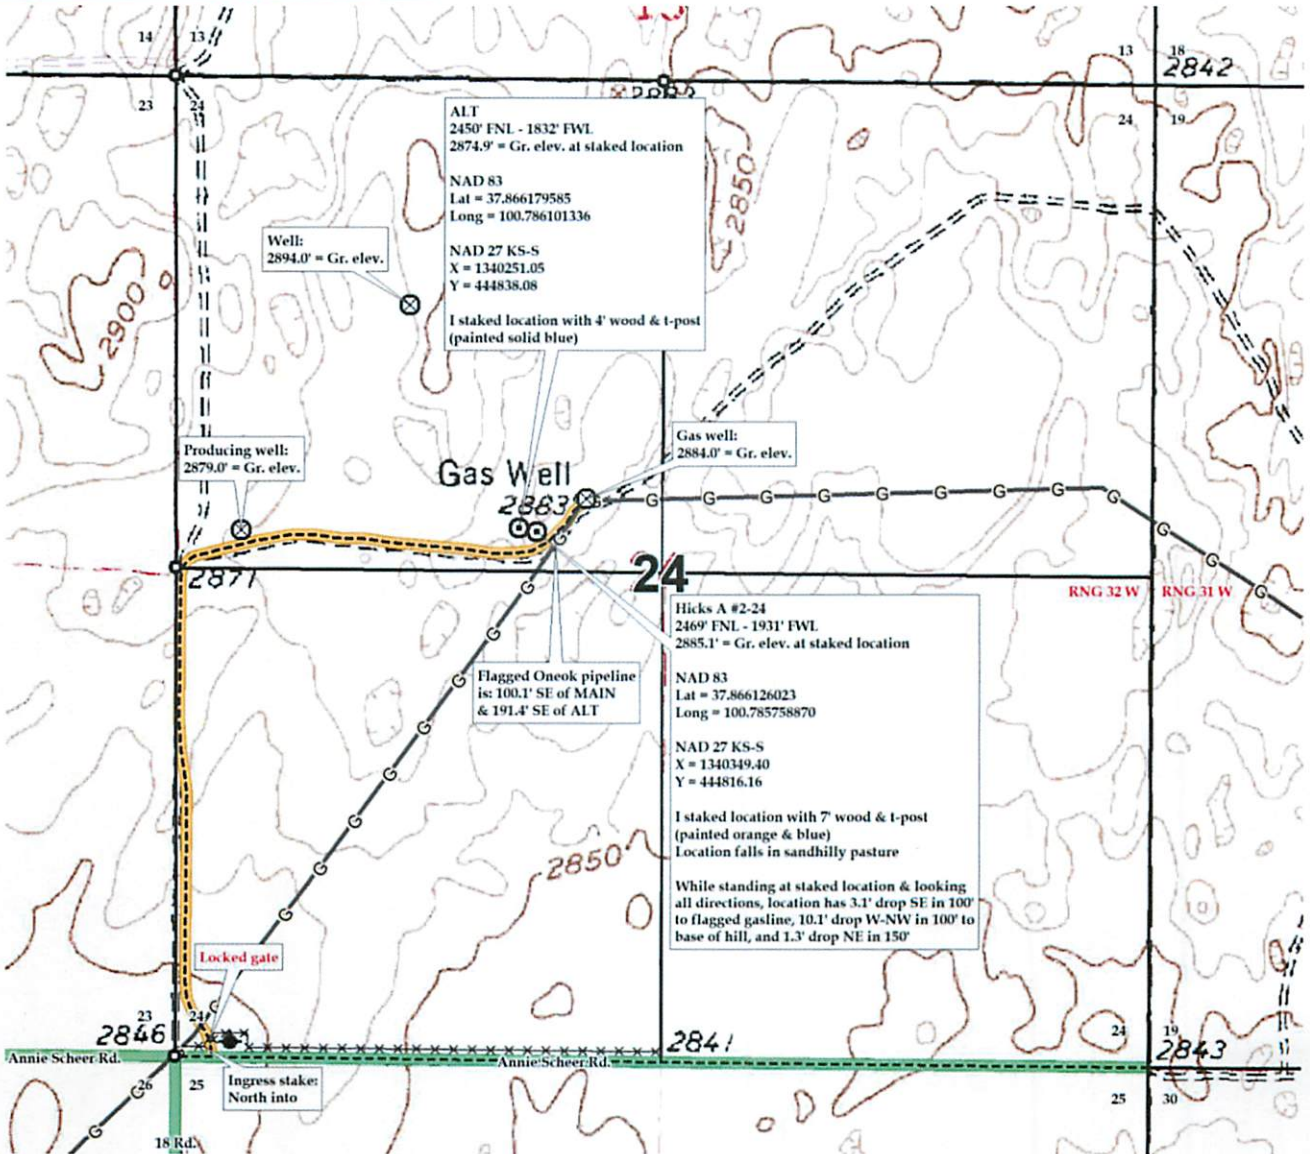 13
14
13
13
18
2842
23
24
24
19
ALT
2450' FNL - 1832' FWL
2874.9' = Gr. elev. at staked location
NAD 83
Lat = 37.866179585
Long = 100.786101336
NAD 27 KS-S
X = 1340251.05
Y = 444838.08
I staked location with 4' wood & t-post
(painted solid blue)
2850
Well:
2894.0' = Gr. elev.
2900
Producing well:
2879.0' = Gr. elev.
Gas well:
2884.0' = Gr. elev.
Gas Well
2883
G G G G G G G G G G G
2871
24
RNG 32 W
RNG 31 W
Hicks A #2-24
2469' FNL - 1931' FWL
2885.1' = Gr. elev. at staked location
NAD 83
Lat = 37.866126023
Long = 100.785758870
NAD 27 KS-S
X = 1340349.40
Y = 444816.16
I staked location with 7' wood & t-post
(painted orange & blue)
Location falls in sandhilly pasture
While standing at staked location & looking
all directions, location has 3.1' drop SE in 100'
to flagged gasline, 10.1' drop W-NW in 100' to
base of hill, and 1.3' drop NE in 150'
Flagged Oneok pipeline
is: 100.1' SE of MAIN
& 191.4' SE of ALT
G G G G G G G G G G G G G
2850
Locked gate
23
24
24
19
2846
2841
2843
Annie Scheer Rd.
Annie Scheer Rd.
Ingress stake:
North into
26
25
25
30
18 Rd.